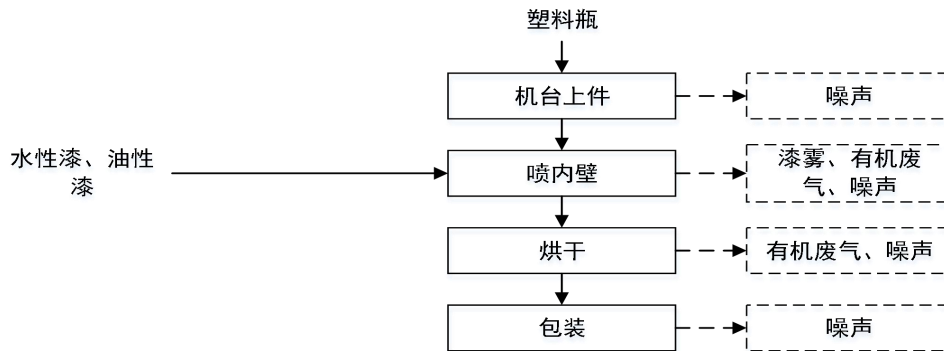 塑料瓶
机台上件
噪声
水性漆、油性
漆
喷内壁
漆雾、有机废
气、噪声
烘干
有机废气、噪声
包装
噪声